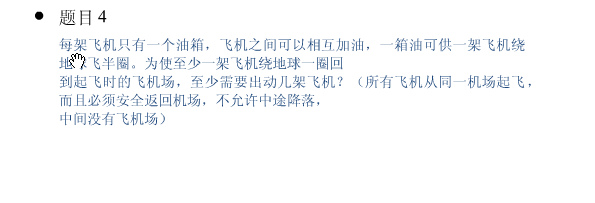 题目 4
每架飞机只有一个油箱，飞机之间可以相互加油，一箱油可供一架飞机绕
地 飞半圈。为使至少一架飞机绕地球一圈回
到起飞时的飞机场，至少需要出动几架飞机？（所有飞机从同一机场起飞，
而且必须安全返回机场，不允许中途降落，
中间没有飞机场）